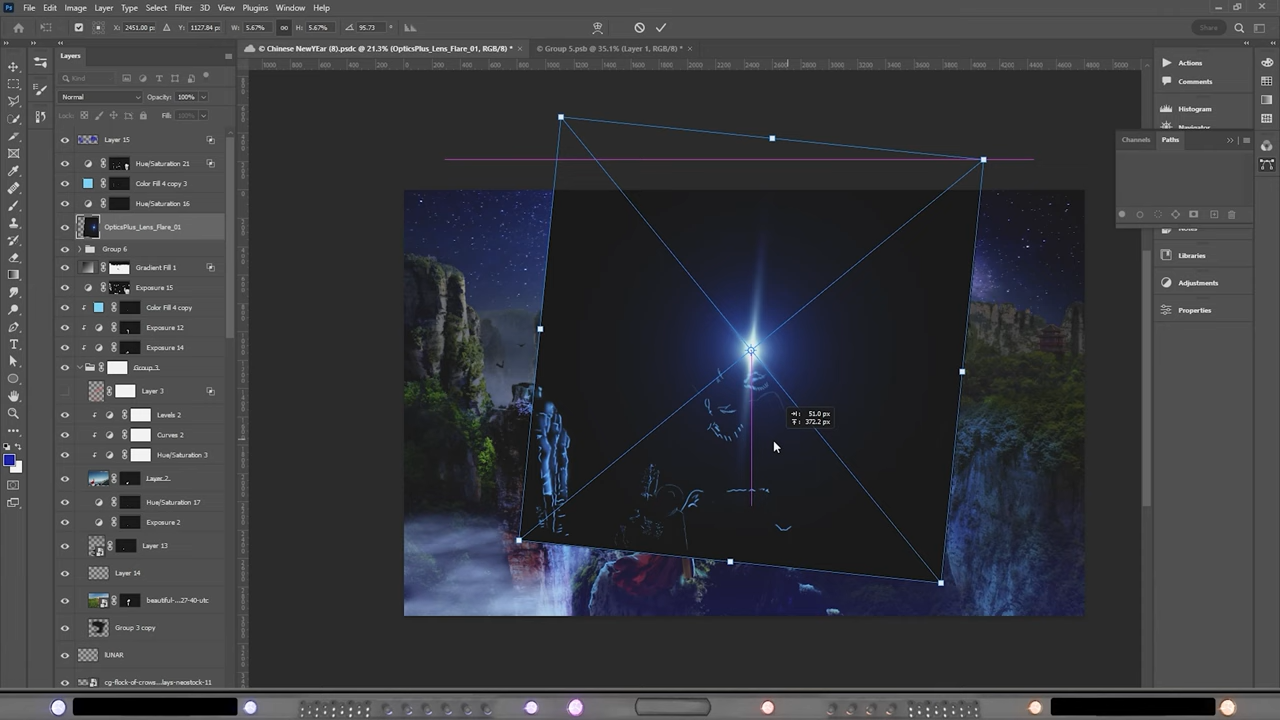 File Edit Image Layer Type Select Filter 3D View Plugins Window Help
X: 2451.00 px Y: 1127.84 px W: 5.67% H: 5.67% 95.73 °
Share
© Chinese NewYEar (8).psdc @ 21.3% (OpticsPlus_Lens_Flare_01, RGB/8) *
© Group 5.psb @ 35.1% (Layer 1, RGB/8) *
Layers
Kind
Normal
Opacity: 100%
Lock:
Fill: 100%
Layer 15
Hue/Saturation 21
Color Fill 4 copy 3
Hue/Saturation 16
OpticsPlus_Lens_Flare_01
Group 6
Gradient Fill 1
Exposure 15
Color Fill 4 copy
Exposure 12
Exposure 14
Group 3
Layer 3
Levels 2
Curves 2
Hue/Saturation 3
Layer 2
Hue/Saturation 17
Exposure 2
Layer 13
Layer 14
beautiful-...27-40-utc
Group 3 copy
lUNAR
cg-flock-of-crows...lays-neostock-11
51.0 px
372.2 px
Actions
Comments
Histogram
Navigator
Channels
Paths
Libraries
Adjustments
Properties